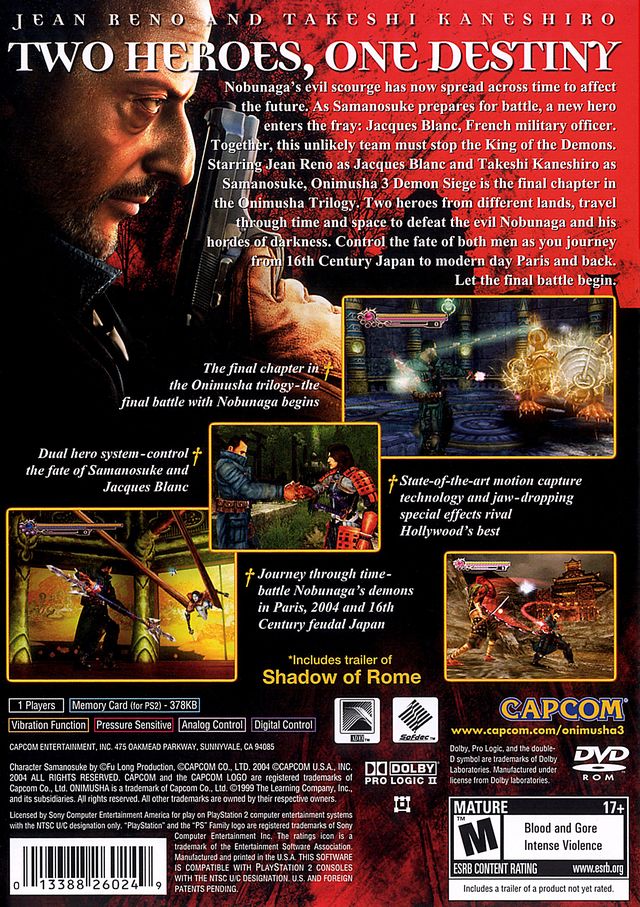 JEAN RENO AND TAKESHI KANESHIRO
TWO HEROES, ONE DESTINY
Nobunaga's evil scourge has now spread across time to affect
the future. As Samanosuke prepares for battle, a new hero
enters the fray: Jacques Blanc, French military officer.
Together, this unlikely team must stop the King of the Demons.
Starring Jean Reno as Jacques Blanc and Takeshi Kaneshiro as
Samanosuke, Onimusha 3 Demon Siege is the final chapter in
the Onimusha Trilogy. Two heroes from different lands, travel
through time and space to defeat the evil Nobunaga and his
hordes of darkness. Control the fate of both men as you journey
from 16th Century Japan to modern day Paris and back.
Let the final battle begin.
The final chapter in
the Onimusha trilogy-the
final battle with Nobunaga begins
Dual hero system-control
the fate of Samanosuke and
Jacques Blanc
State-of-the-art motion capture
technology and jaw-dropping
special effects rival
Hollywood's best
Journey through time-
battle Nobunaga's demons
in Paris, 2004 and 16th
Century feudal Japan
*Includes trailer of
Shadow of Rome
1 Players
Memory Card (for PS2) - 378KB
Vibration Function
Pressure Sensitive
Analog Control
Digital Control
ADX
TM
Sofdec
TM
CAPCOM
www.capcom.com/onimusha3
CAPCOM ENTERTAINMENT, INC. 475 OAKMEAD PARKWAY, SUNNYVALE, CA 94085
Character Samanosuke by ©Fu Long Production, ©CAPCOM CO., LTD. 2004 ©CAPCOM U.S.A., INC.
2004 ALL RIGHTS RESERVED. CAPCOM and the CAPCOM LOGO are registered trademarks of
Capcom Co., Ltd. ONIMUSHA is a trademark of Capcom Co., Ltd. ©1999 The Learning Company, Inc.,
and its subsidiaries. All rights reserved. All other trademarks are owned by their respective owners.
DOLBY
PRO LOGIC II
Dolby, Pro Logic, and the double-
D symbol are trademarks of Dolby
Laboratories. Manufactured under
license from Dolby laboratories.
DVD
ROM
Licensed by Sony Computer Entertainment America for play on PlayStation 2 computer entertainment systems
with the NTSC U/C designation only. "PlayStation" and the "PS" Family logo are registered trademarks of Sony
Computer Entertainment Inc. The ratings icon is a
trademark of the Entertainment Software Association.
Manufactured and printed in the U.S.A. THIS SOFTWARE
IS COMPATIBLE WITH PLAYSTATION 2 CONSOLES
WITH THE NTSC U/C DESIGNATION. U.S. AND FOREIGN
PATENTS PENDING.
0 13388 26024 9
MATURE 17+
M
Blood and Gore
Intense Violence
ESRB CONTENT RATING www.esrb.org
Includes a trailer of a product not yet rated.